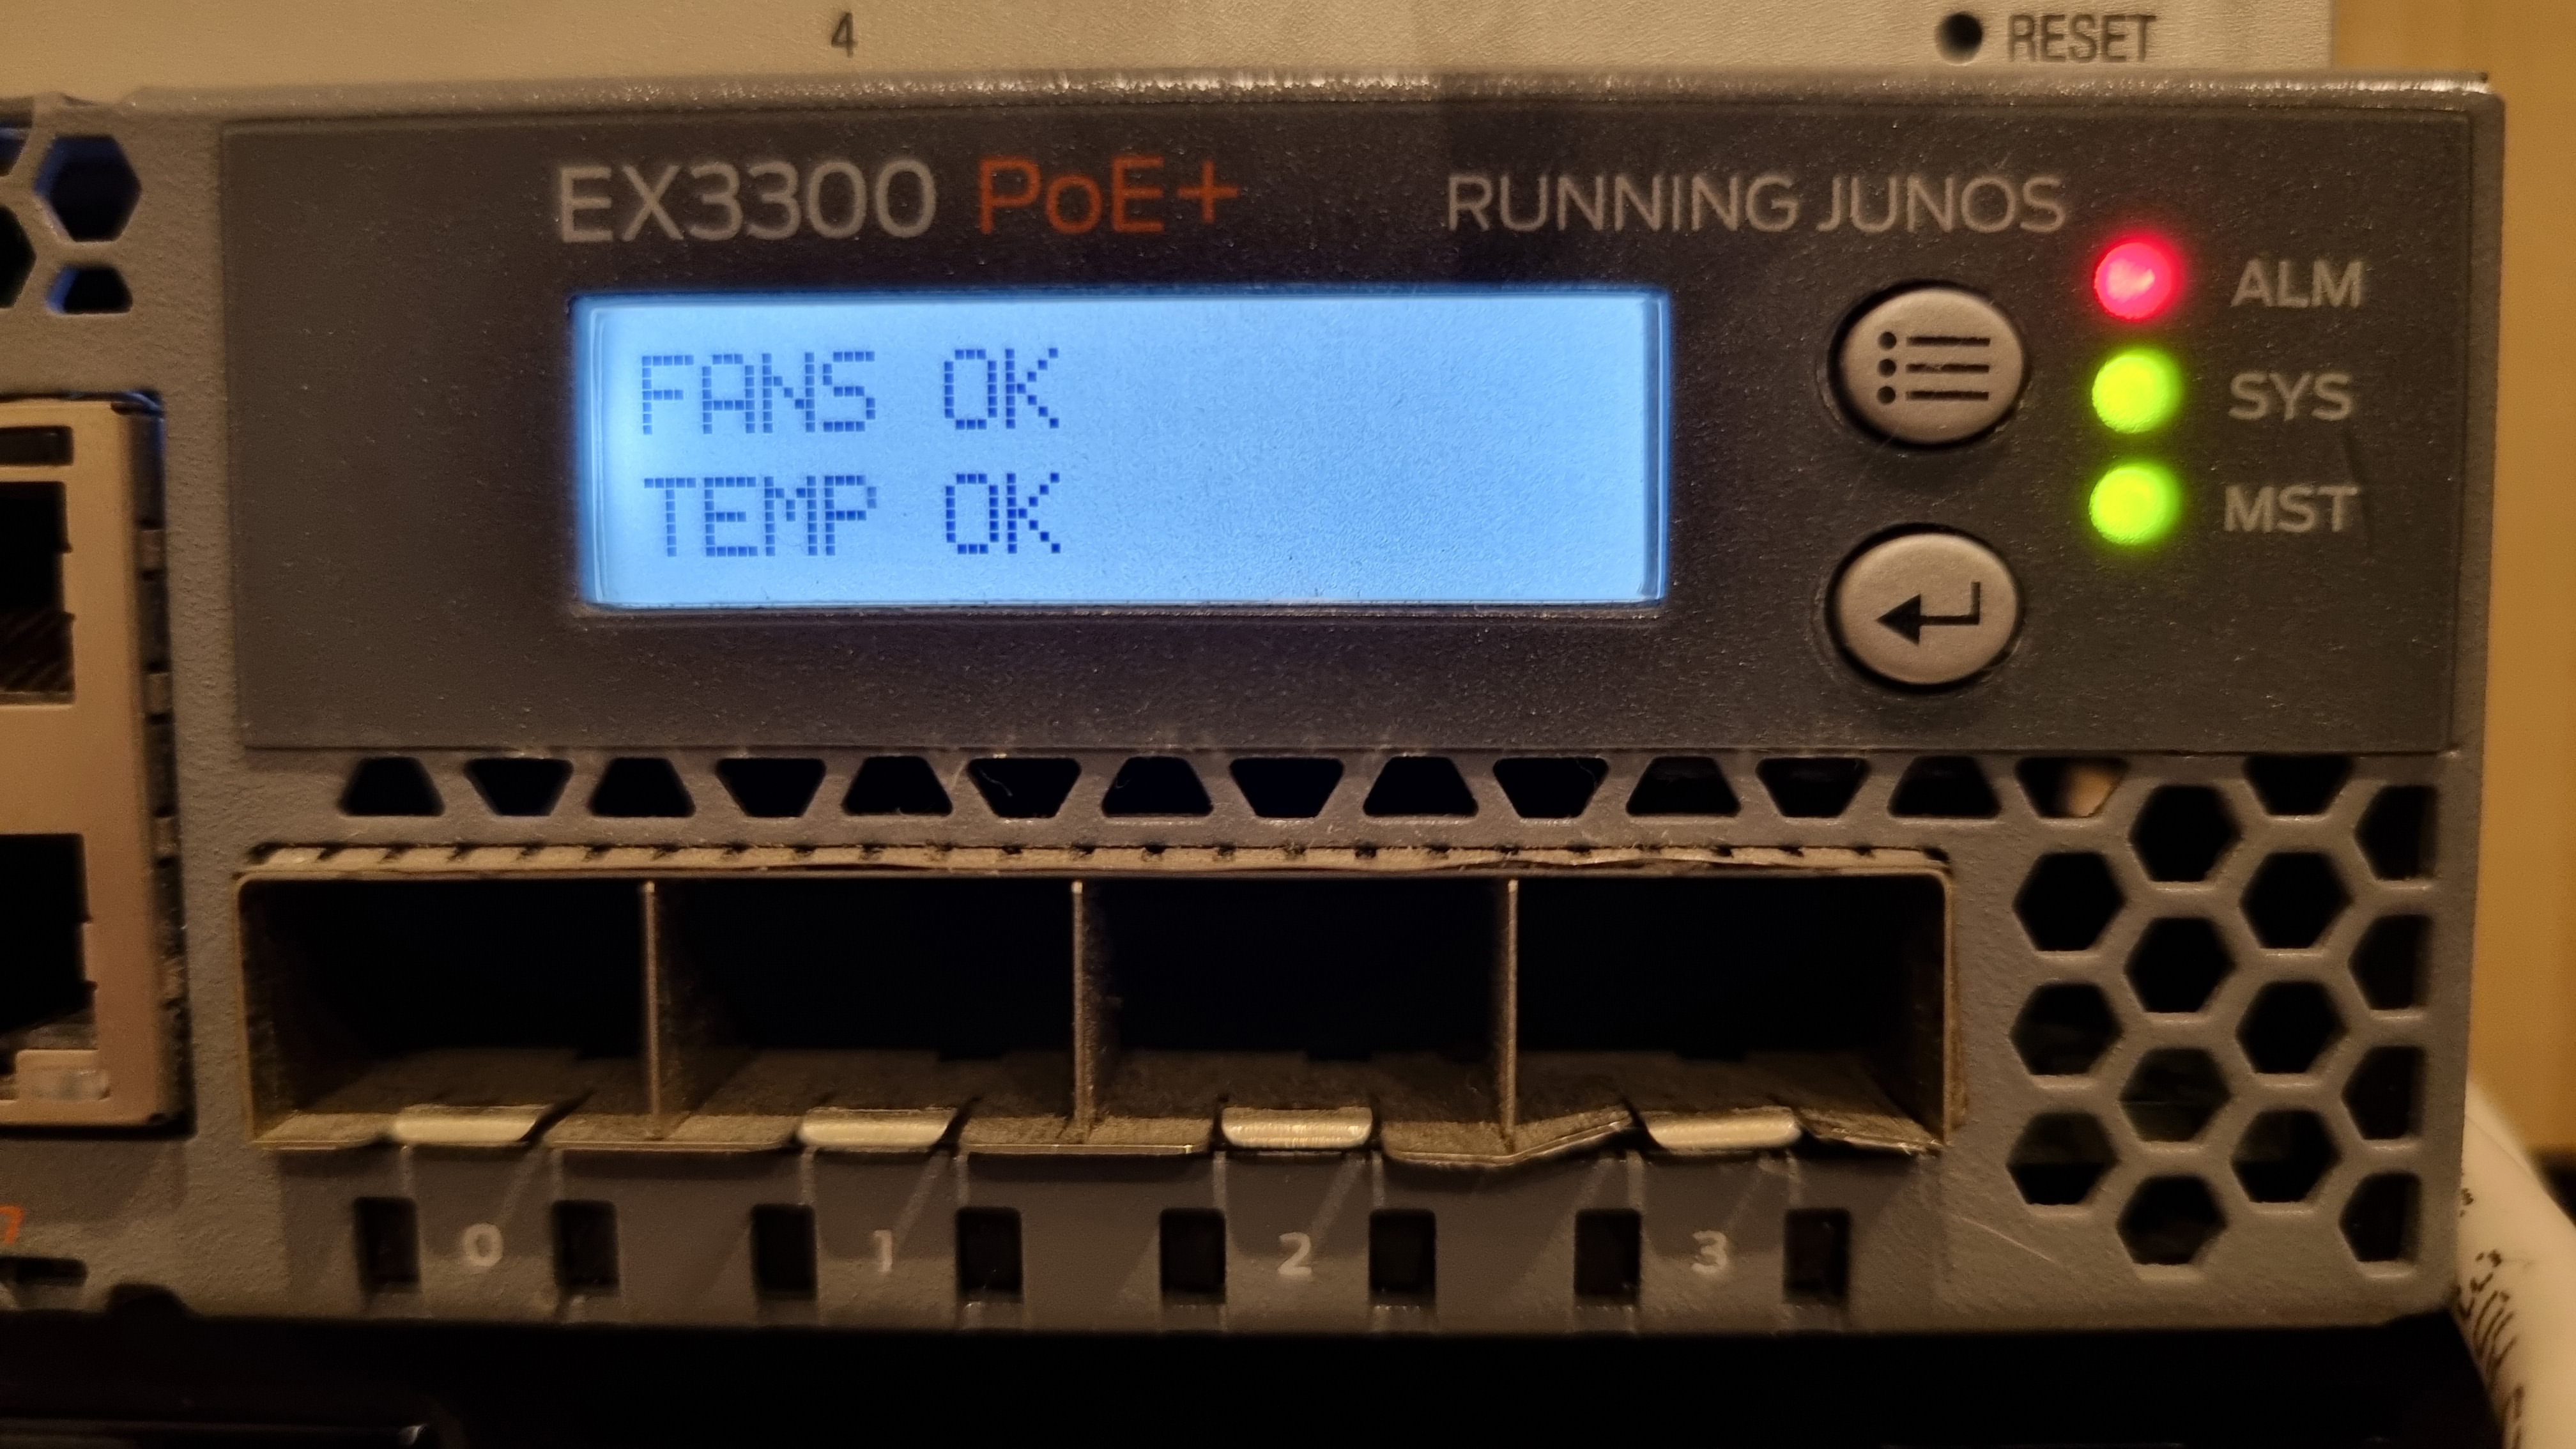 4
RESET
EX3300 PoE+
RUNNING JUNOS
ALM
SYS
MST
FANS OK
TEMP OK
0
1
2
3